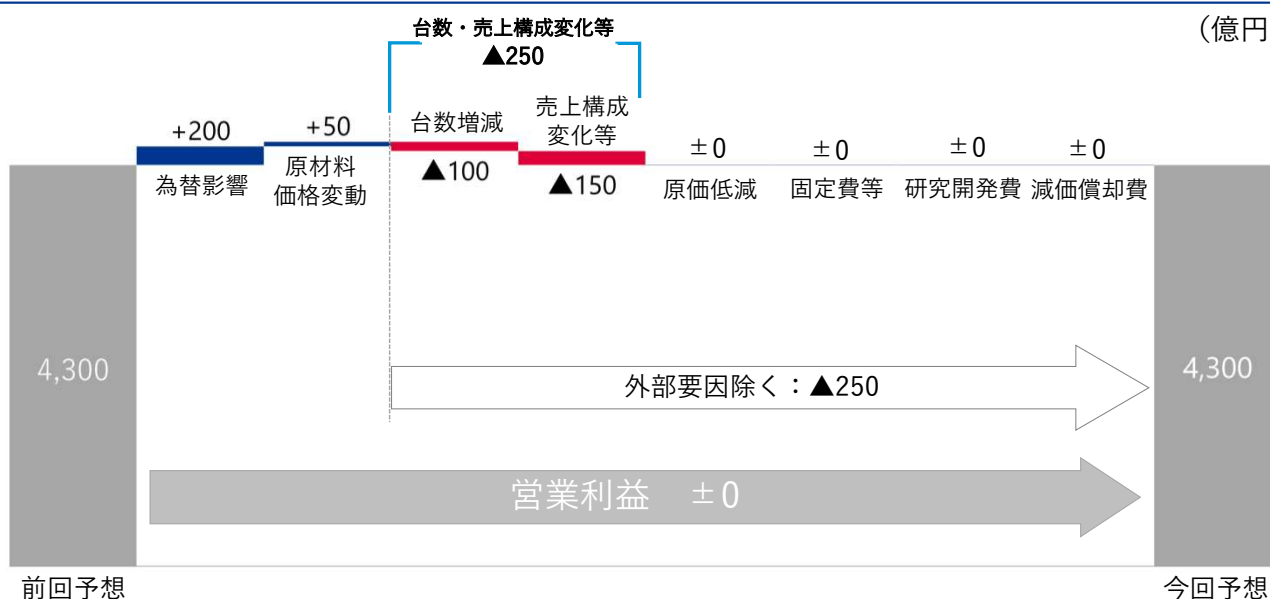 (億円
台数・売上構成変化等
▲250
+200
為替影響
+50
原材料
価格変動
台数増減
▲100
売上構成
変化等
▲150
±0
原価低減
±0
固定費等
±0
研究開発費
±0
減価償却費
4,300
外部要因除く：▲250
4,300
営業利益 ±0
前回予想
今回予想